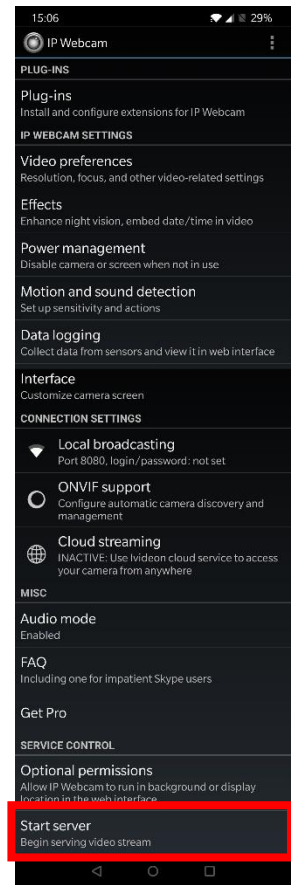 15:06 29%
IP Webcam
PLUG-INS
Plug-ins
Install and configure extensions for IP Webcam
IP WEBCAM SETTINGS
Video preferences
Resolution, focus, and other video-related settings
Effects
Enhance night vision, embed date/time in video
Power management
Disable camera or screen when not in use
Motion and sound detection
Set up sensitivity and actions
Data logging
Collect data from sensors and view it in web interface
Interface
Customize camera screen
CONNECTION SETTINGS
Local broadcasting
Port 8080, login/password: not set
ONVIF support
Configure automatic camera discovery and
management
Cloud streaming
INACTIVE: Use Ivideon cloud service to access
your camera from anywhere
MISC
Audio mode
Enabled
FAQ
Including one for impatient Skype users
Get Pro
SERVICE CONTROL
Optional permissions
Allow IP Webcam to run in background or display
location in the web interface
Start server
Begin serving video stream